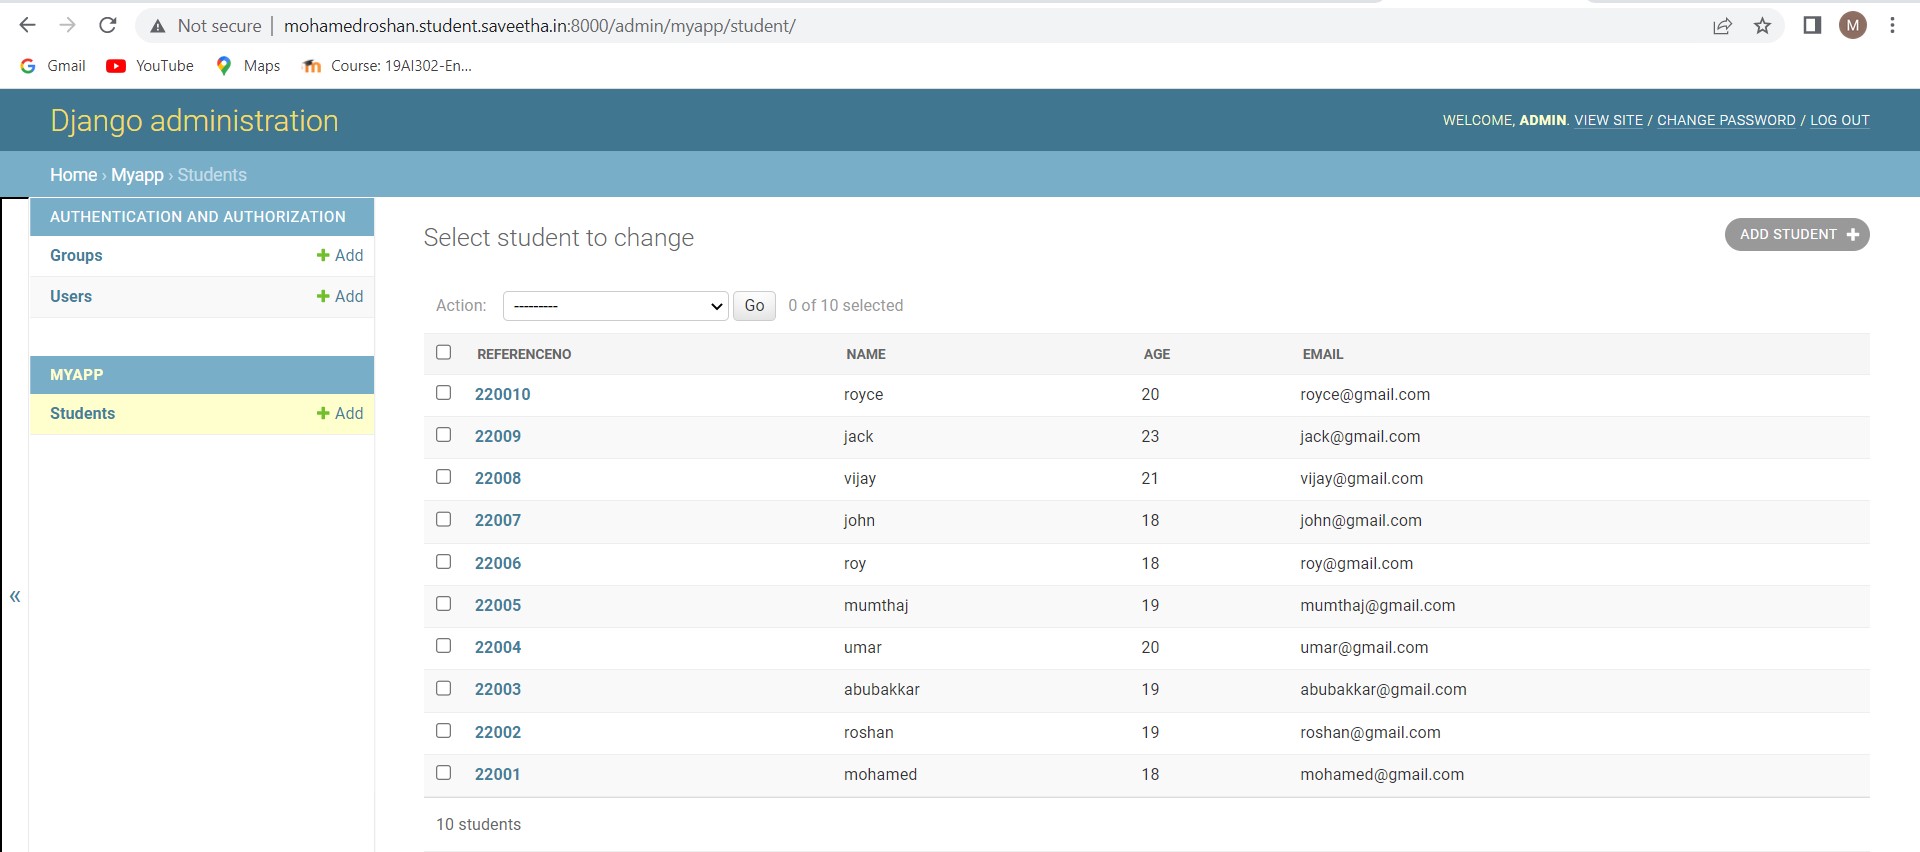 Not secure | mohamedroshan.student.saveetha.in:8000/admin/myapp/student/ M
Gmail YouTube Maps Course: 19AI302-En...
Django administration
WELCOME, ADMIN. VIEW SITE / CHANGE PASSWORD / LOG OUT
Home › Myapp › Students
AUTHENTICATION AND AUTHORIZATION
Groups + Add
Users + Add
MYAPP
Students + Add
«
Select student to change
ADD STUDENT +
Action: --------- Go 0 of 10 selected
REFERENCENO NAME AGE EMAIL
220010 royce 20 royce@gmail.com
22009 jack 23 jack@gmail.com
22008 vijay 21 vijay@gmail.com
22007 john 18 john@gmail.com
22006 roy 18 roy@gmail.com
22005 mumthaj 19 mumthaj@gmail.com
22004 umar 20 umar@gmail.com
22003 abubakkar 19 abubakkar@gmail.com
22002 roshan 19 roshan@gmail.com
22001 mohamed 18 mohamed@gmail.com
10 students